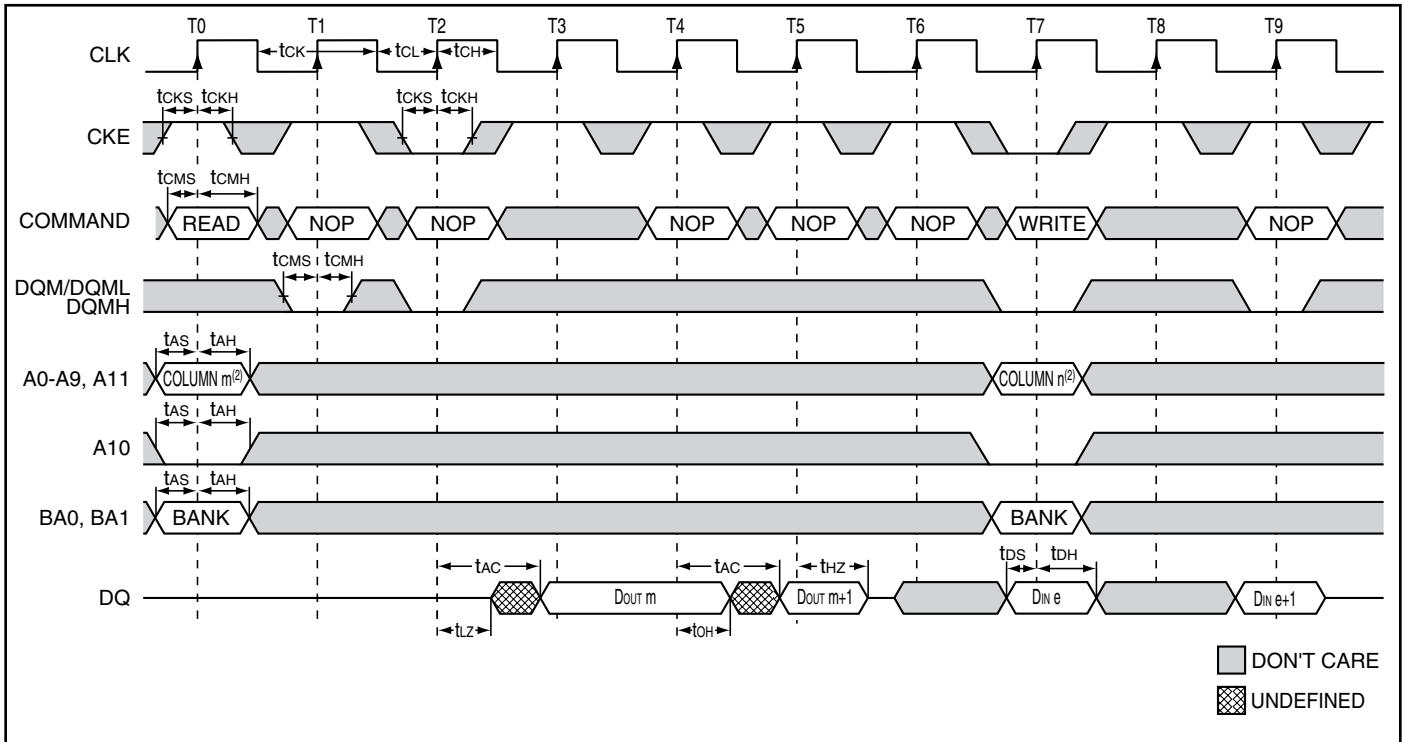 T0 T1 T2 T3 T4 T5 T6 T7 T8 T9
CLK tCK tCL tCH
tCKS tCKH tCKS tCKH
CKE
tCMS tCMH
COMMAND READ NOP NOP NOP NOP NOP WRITE NOP
tCMS tCMH
DQM/DQML
DQMH
tAS tAH
A0-A9, A11 COLUMN m(2) COLUMN n(2)
tAS tAH
A10
tAS tAH
BA0, BA1 BANK BANK
tAC tAC tHZ tDS tDH
DQ DOUT m DOUT m+1 DIN e DIN e+1
tLZ tOH
DON'T CARE
UNDEFINED